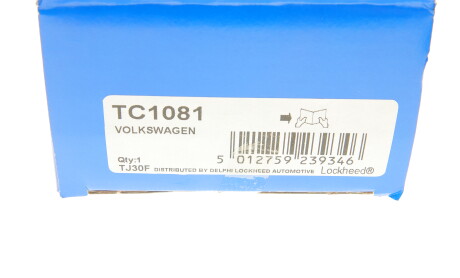 TC1081
VOLKSWAGEN
5 012759 239346
Qty:1
TJ30F DISTRIBUTED BY DELPHI LOCKHEED AUTOMOTIVE Lockheed®